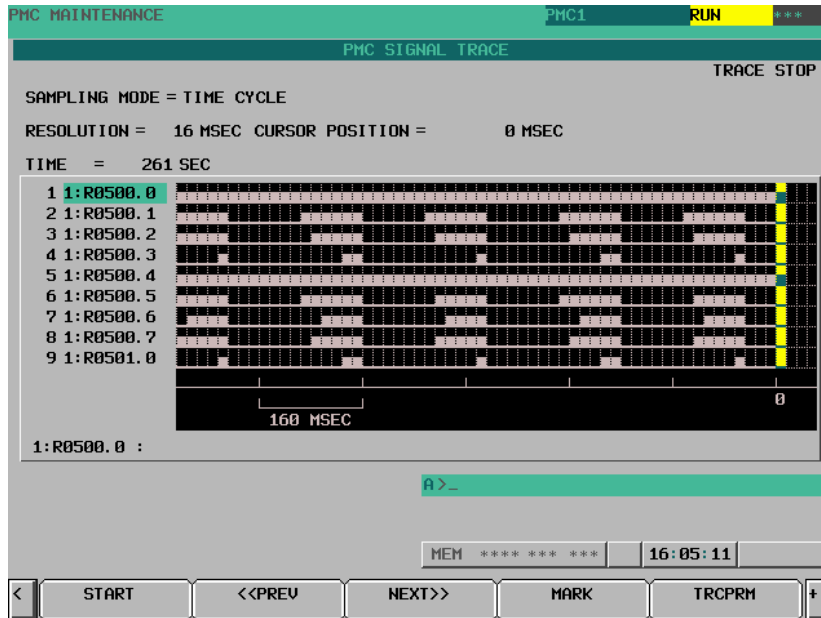 PMC MAINTENANCE PMC1 RUN ***
PMC SIGNAL TRACE
TRACE STOP
SAMPLING MODE = TIME CYCLE
RESOLUTION = 16 MSEC CURSOR POSITION = 0 MSEC
TIME = 261 SEC
1 1:R0500.0
2 1:R0500.1
3 1:R0500.2
4 1:R0500.3
5 1:R0500.4
6 1:R0500.5
7 1:R0500.6
8 1:R0500.7
9 1:R0501.0
0
160 MSEC
1:R0500.0 :
A>_
MEM **** *** *** 16:05:11
< START <<PREV NEXT>> MARK TRCPRM +